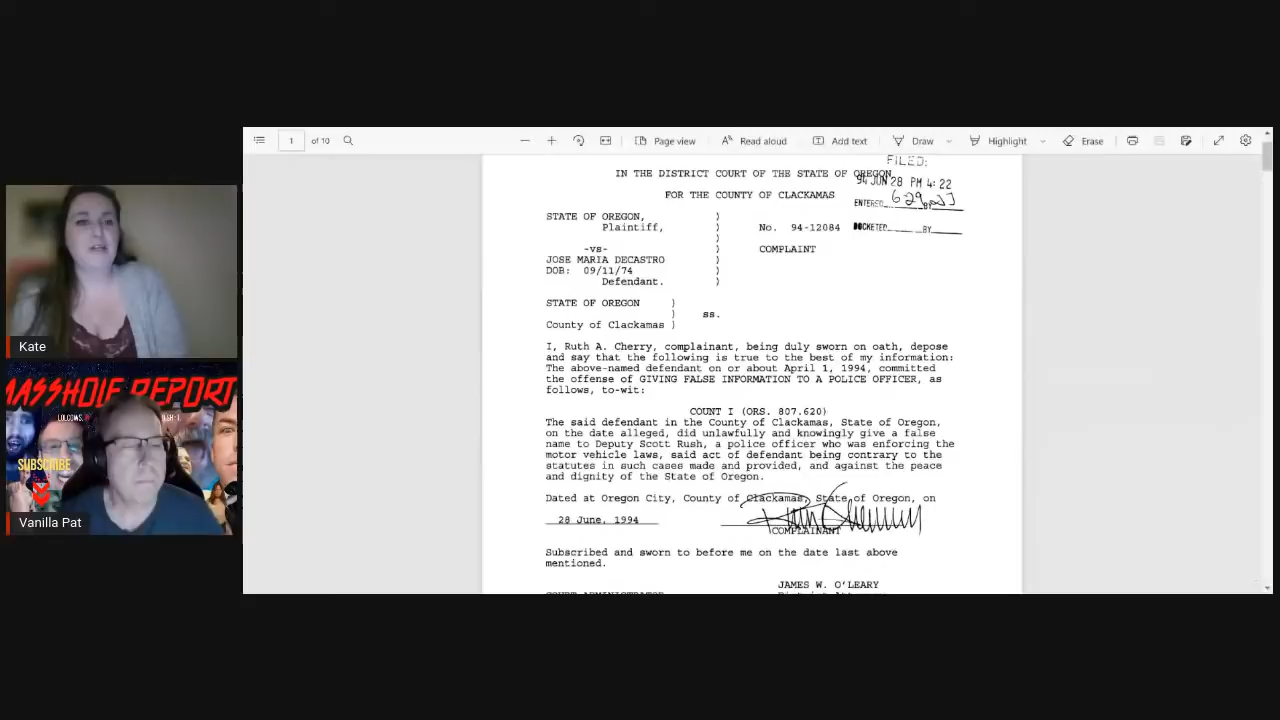 1 of 10
Page view
Read aloud
Add text
Draw
Highlight
Erase
FILED:
IN THE DISTRICT COURT OF THE STATE OF OREGON
94 JUN 28 PM 4:22
FOR THE COUNTY OF CLACKAMAS
ENTERED 629 BY
STATE OF OREGON, )
Plaintiff, ) No. 94-12084
DOCKETED BY
)
-vs- ) COMPLAINT
JOSE MARIA DECASTRO )
DOB: 09/11/74 )
Defendant. )
STATE OF OREGON )
) ss.
County of Clackamas )
I, Ruth A. Cherry, complainant, being duly sworn on oath, depose
and say that the following is true to the best of my information:
The above-named defendant on or about April 1, 1994, committed
the offense of GIVING FALSE INFORMATION TO A POLICE OFFICER, as
follows, to-wit:
COUNT I (ORS. 807.620)
The said defendant in the County of Clackamas, State of Oregon,
on the date alleged, did unlawfully and knowingly give a false
name to Deputy Scott Rush, a police officer who was enforcing the
motor vehicle laws, said act of defendant being contrary to the
statutes in such cases made and provided, and against the peace
and dignity of the State of Oregon.
Dated at Oregon City, County of Clackamas, State of Oregon, on
28 June, 1994
COMPLAINANT
Subscribed and sworn to before me on the date last above
mentioned.
JAMES W. O'LEARY
Kate
MASSHOLE REPORT
LOLCOWS,
SUBSCRIBE
Vanilla Pat